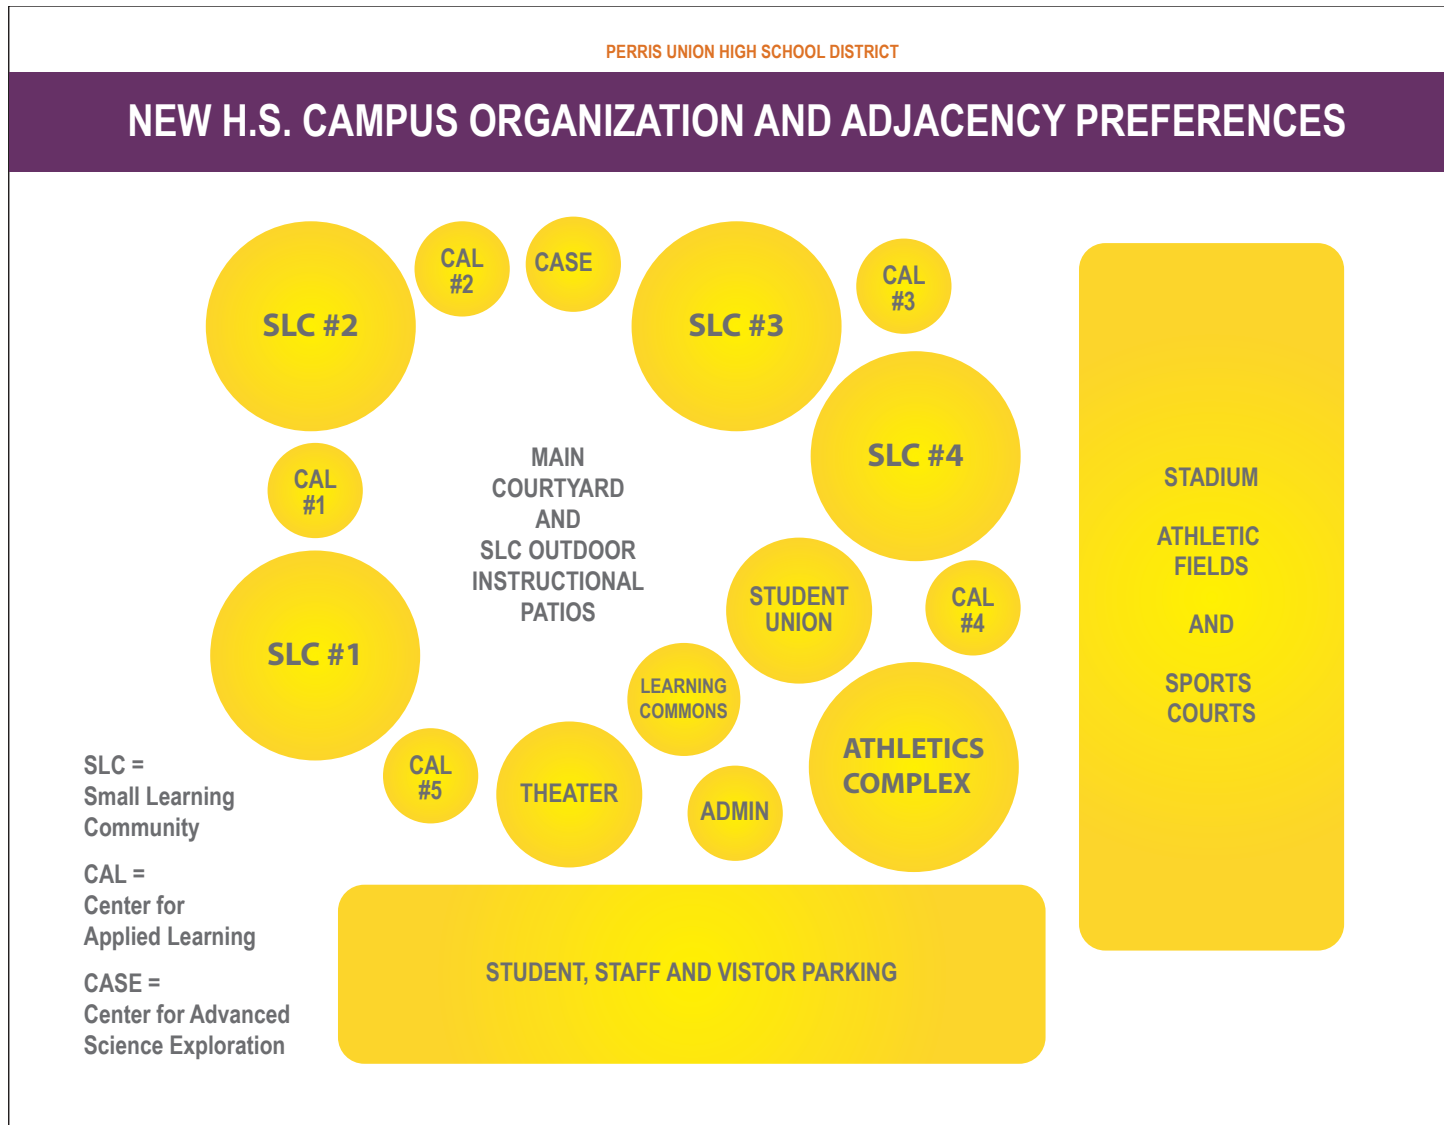 PERRIS UNION HIGH SCHOOL DISTRICT
NEW H.S. CAMPUS ORGANIZATION AND ADJACENCY PREFERENCES
SLC #2
CAL
#2
CASE
SLC #3
CAL
#3
SLC #4
CAL
#1
MAIN
COURTYARD
AND
SLC OUTDOOR
INSTRUCTIONAL
PATIOS
STADIUM
ATHLETIC
FIELDS
AND
SPORTS
COURTS
STUDENT
UNION
CAL
#4
SLC #1
LEARNING
COMMONS
ATHLETICS
COMPLEX
CAL
#5
THEATER
ADMIN
SLC =
Small Learning
Community
CAL =
Center for
Applied Learning
CASE =
Center for Advanced
Science Exploration
STUDENT, STAFF AND VISTOR PARKING